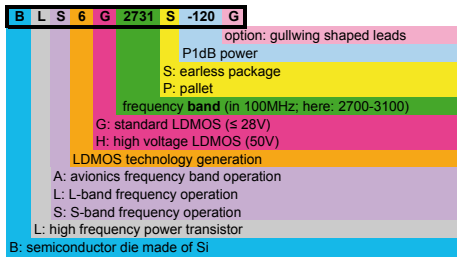 B L S 6 G 2731 S -120 G
option: gullwing shaped leads
P1dB power
S: earless package
P: pallet
frequency band (in 100MHz; here: 2700-3100)
G: standard LDMOS (≤ 28V)
H: high voltage LDMOS (50V)
LDMOS technology generation
A: avionics frequency band operation
L: L-band frequency operation
S: S-band frequency operation
L: high frequency power transistor
B: semiconductor die made of Si